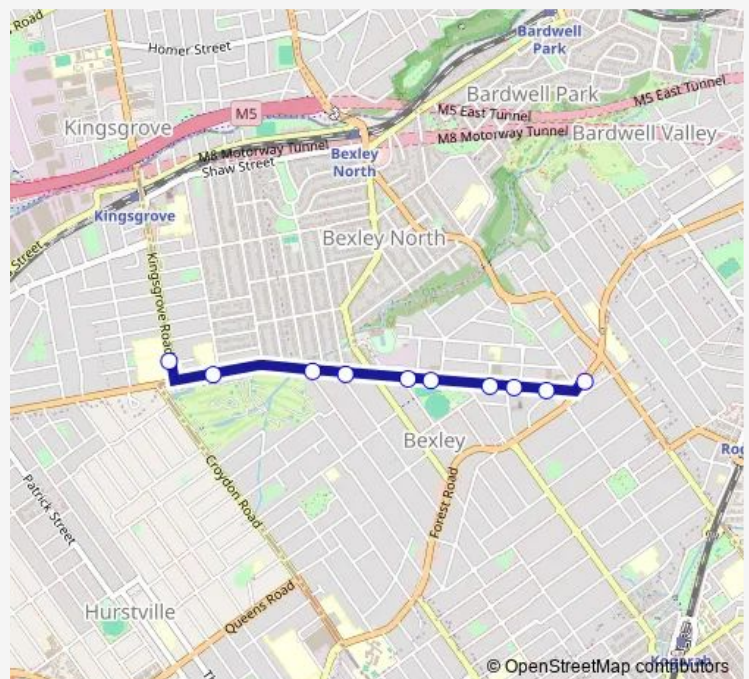 Road
Homer Street
Bardwell
Park
Bardwell Park
M5 East Tunnel
M5 East Tunnel
M5
Kingsgrove
M8 Motorway Tunnel
M8 Motorway Tunnel
Bardwell Valley
Shaw Street
Bexley
North
Kingsgrove
Street
Bexley North
Kingsgrove Road
Bexley
Croydon Road
Forest Road
Patrick Street
Hurstville
Queens Road
© OpenStreetMap contributors